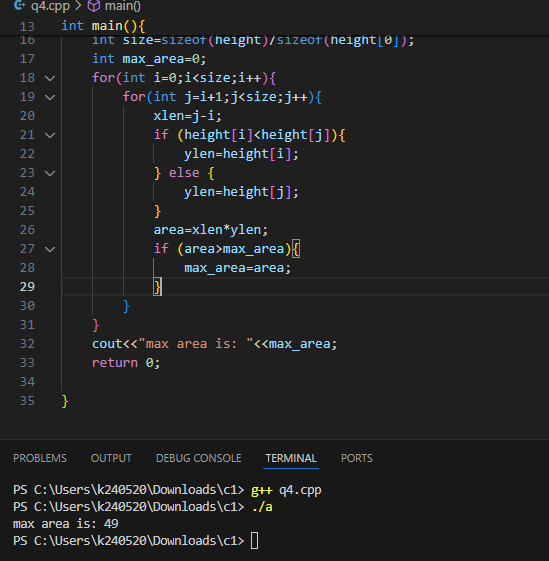 q4.cpp > main()
13 int main(){
16     int size=sizeof(height)/sizeof(height[0]);
17     int max_area=0;
18     for(int i=0;i<size;i++){
19         for(int j=i+1;j<size;j++){
20             xlen=j-i;
21             if (height[i]<height[j]){
22                 ylen=height[i];
23             } else {
24                 ylen=height[j];
25             }
26             area=xlen*ylen;
27             if (area>max_area){
28                 max_area=area;
29             }
30         }
31     }
32     cout<<"max area is: "<<max_area;
33     return 0;
34
35 }
PROBLEMS OUTPUT DEBUG CONSOLE TERMINAL PORTS
PS C:\Users\k240520\Downloads\c1> g++ q4.cpp
PS C:\Users\k240520\Downloads\c1> ./a
max area is: 49
PS C:\Users\k240520\Downloads\c1>